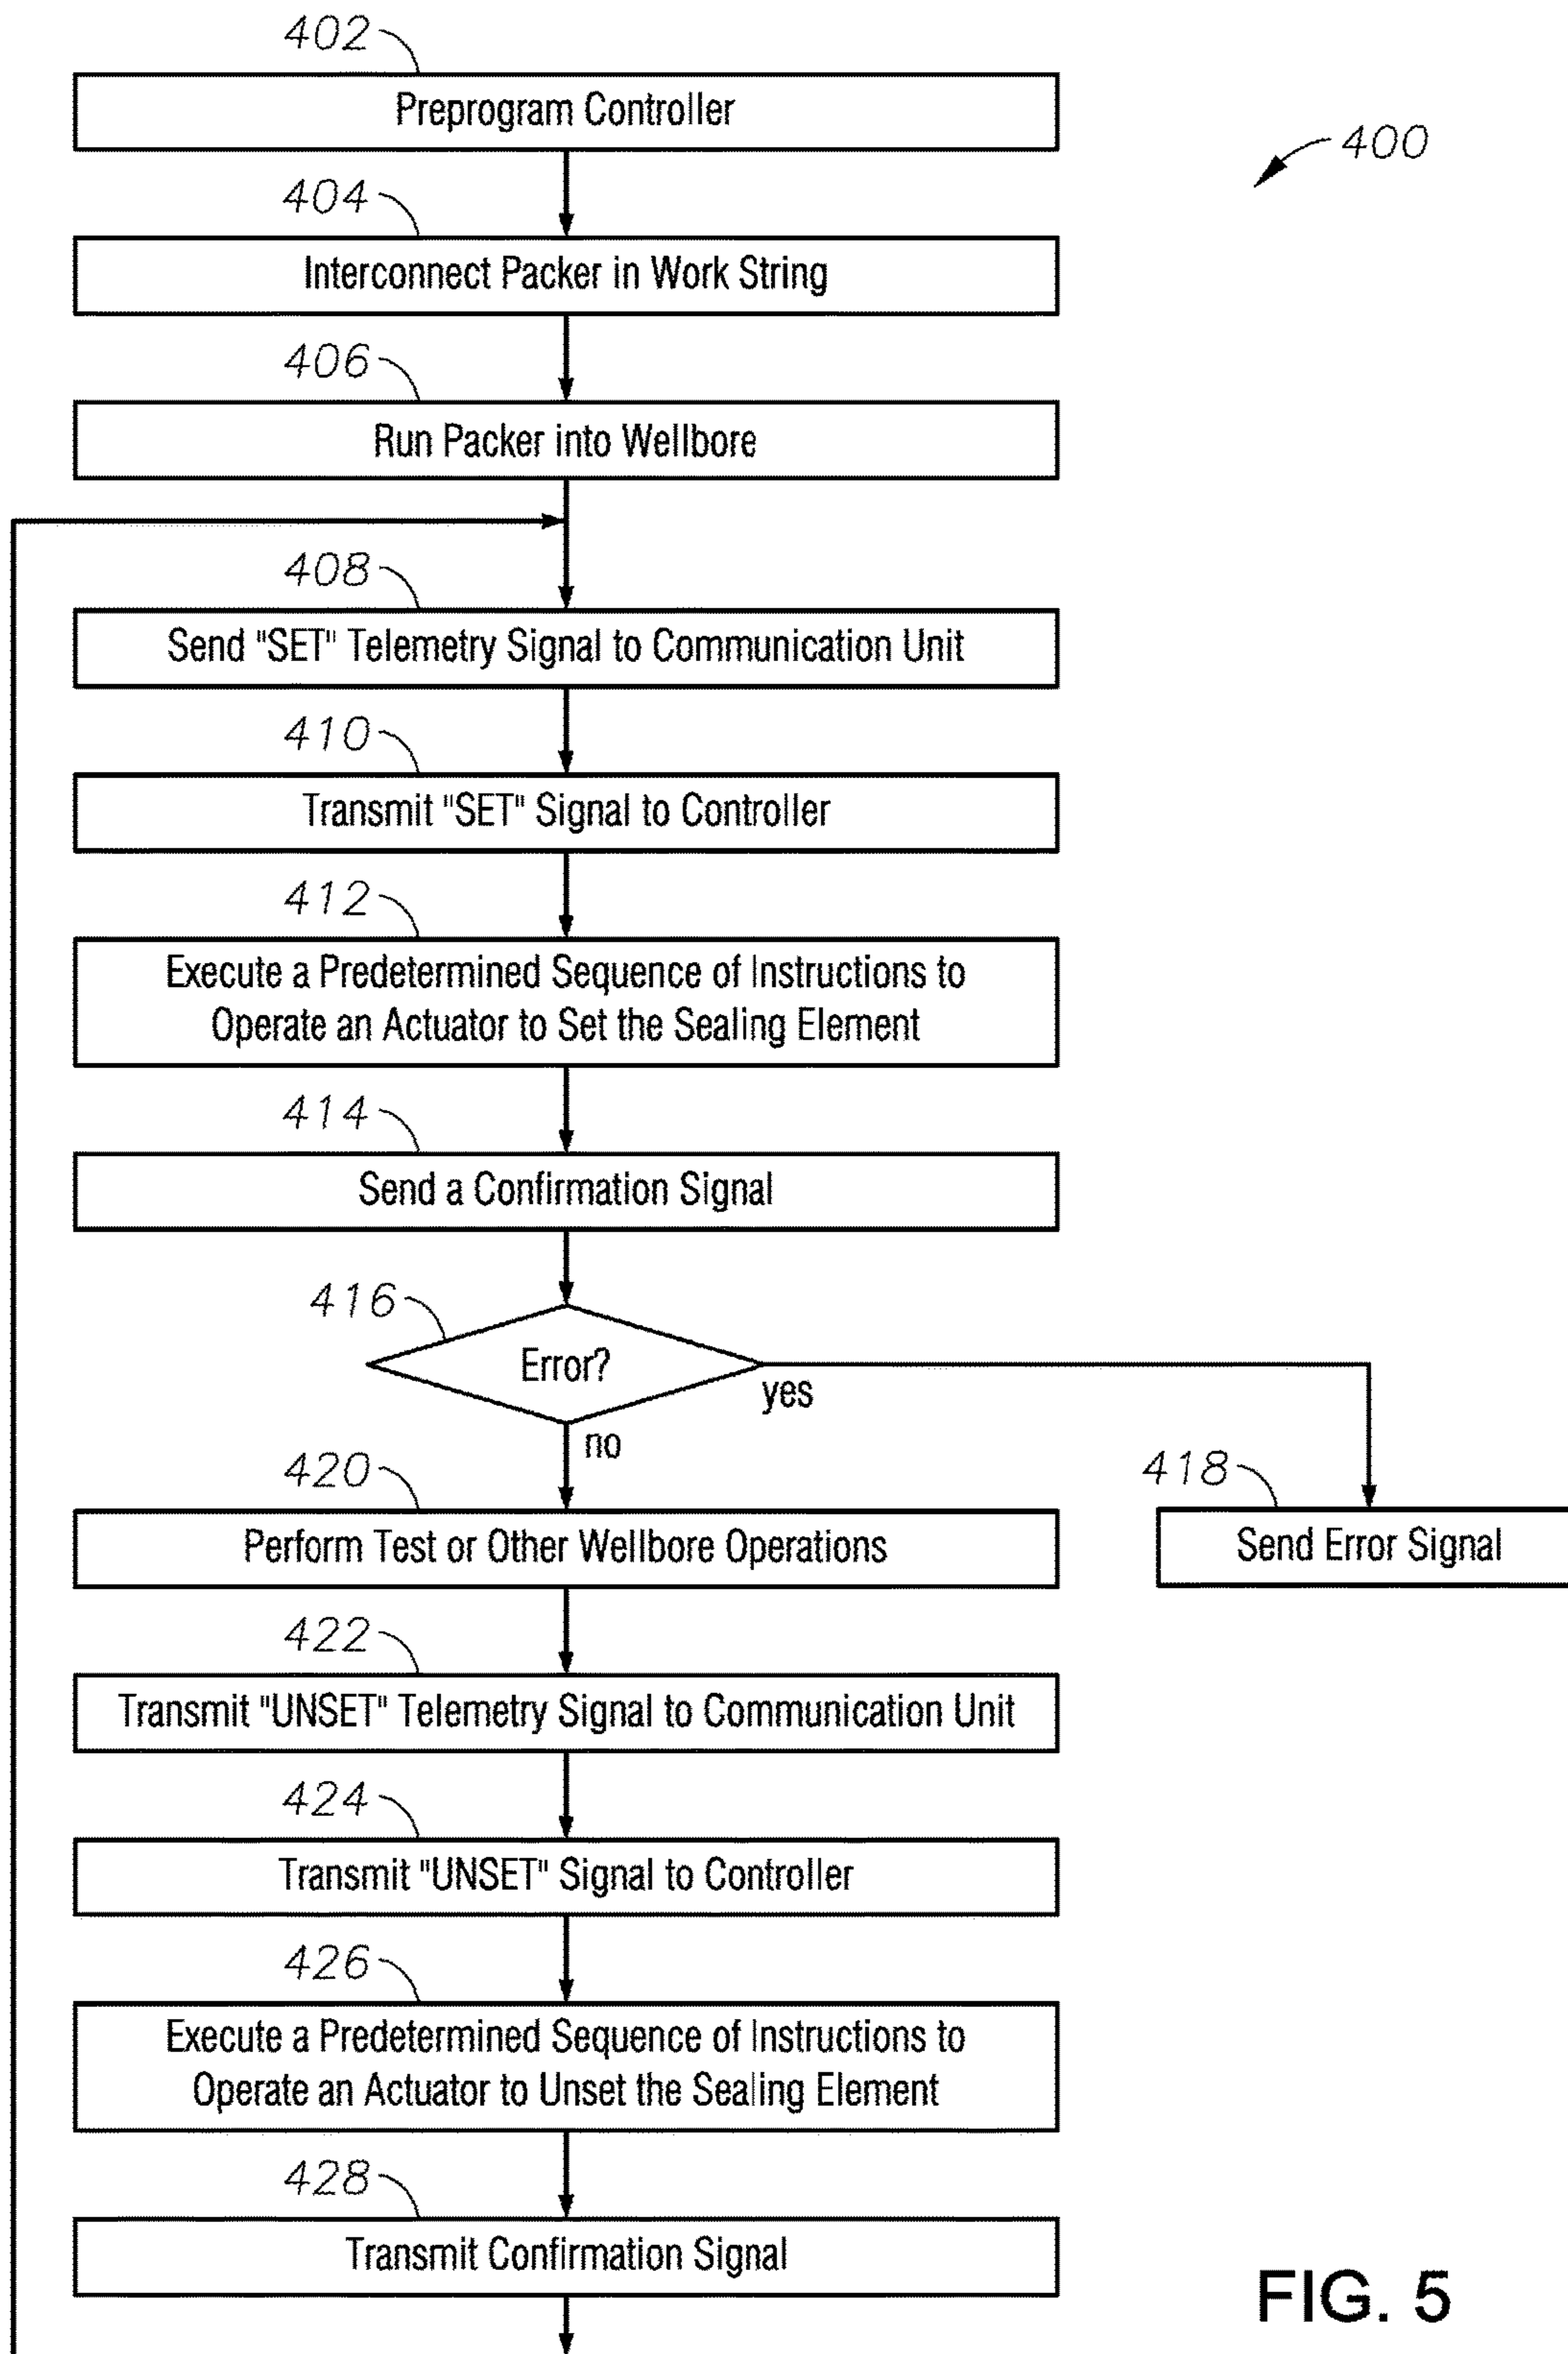 402
Preprogram Controller
400
404
Interconnect Packer in Work String
406
Run Packer into Wellbore
408
Send "SET" Telemetry Signal to Communication Unit
410
Transmit "SET" Signal to Controller
412
Execute a Predetermined Sequence of Instructions to
Operate an Actuator to Set the Sealing Element
414
Send a Confirmation Signal
416
Error?
yes
no
420
418
Perform Test or Other Wellbore Operations
Send Error Signal
422
Transmit "UNSET" Telemetry Signal to Communication Unit
424
Transmit "UNSET" Signal to Controller
426
Execute a Predetermined Sequence of Instructions to
Operate an Actuator to Unset the Sealing Element
428
Transmit Confirmation Signal
FIG. 5